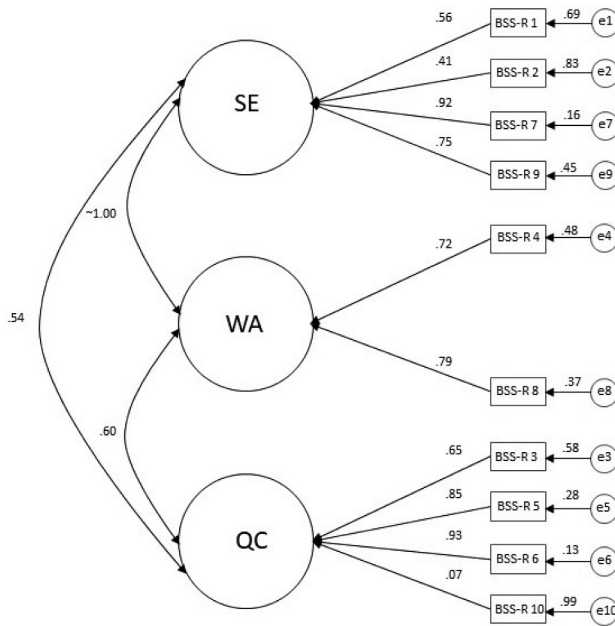 .56 BSS-R 1 .69 e1
.41 BSS-R 2 .83 e2
SE
.92 BSS-R 7 .16 e7
.75 BSS-R 9 .45 e9
~1.00
.72 BSS-R 4 .48 e4
.54
WA
.79 BSS-R 8 .37 e8
.60
.65 BSS-R 3 .58 e3
.85 BSS-R 5 .28 e5
QC
.93 BSS-R 6 .13 e6
.07 BSS-R 10 .99 e10